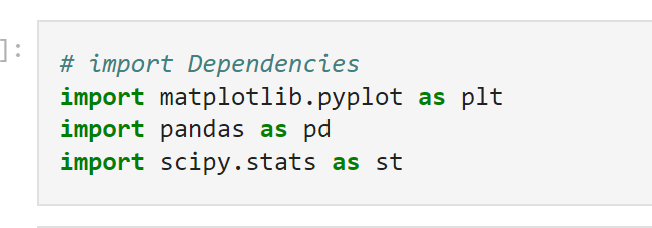 ]:
# import Dependencies
import matplotlib.pyplot as plt
import pandas as pd
import scipy.stats as st